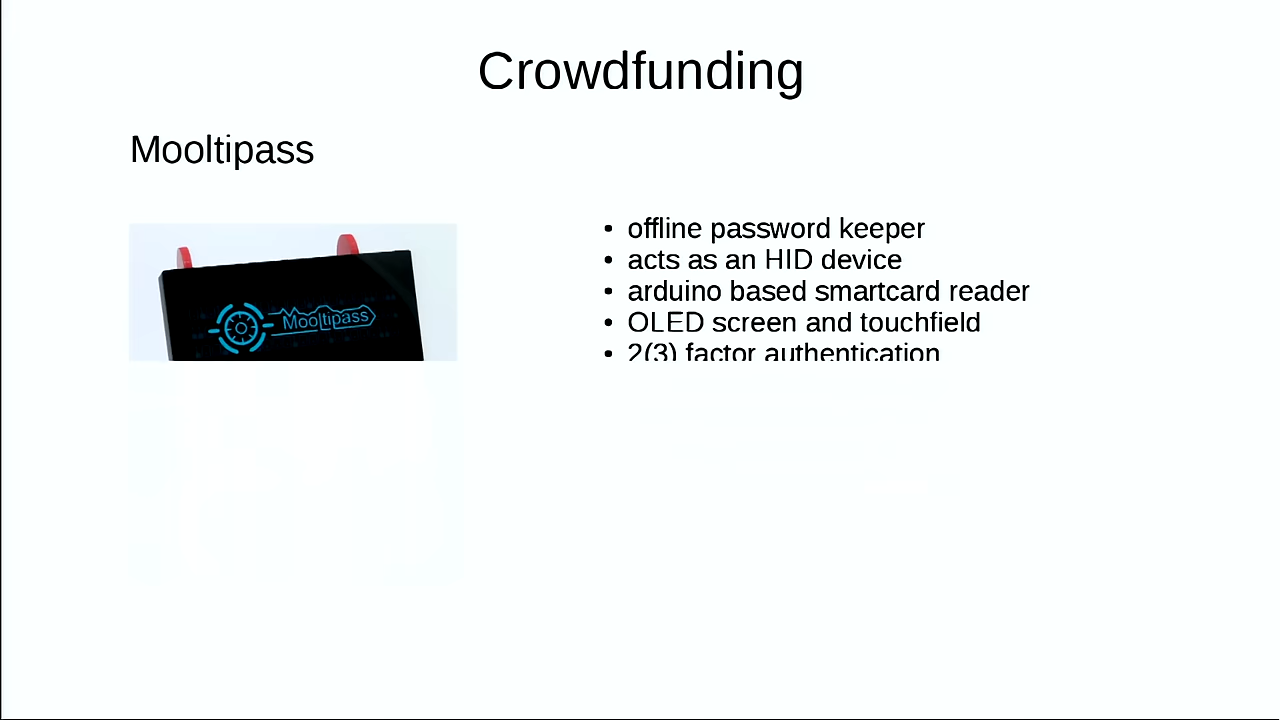 Crowdfunding
Mooltipass
• offline password keeper
• acts as an HID device
• arduino based smartcard reader
• OLED screen and touchfield
• 2(3) factor authentication
Mooltipass